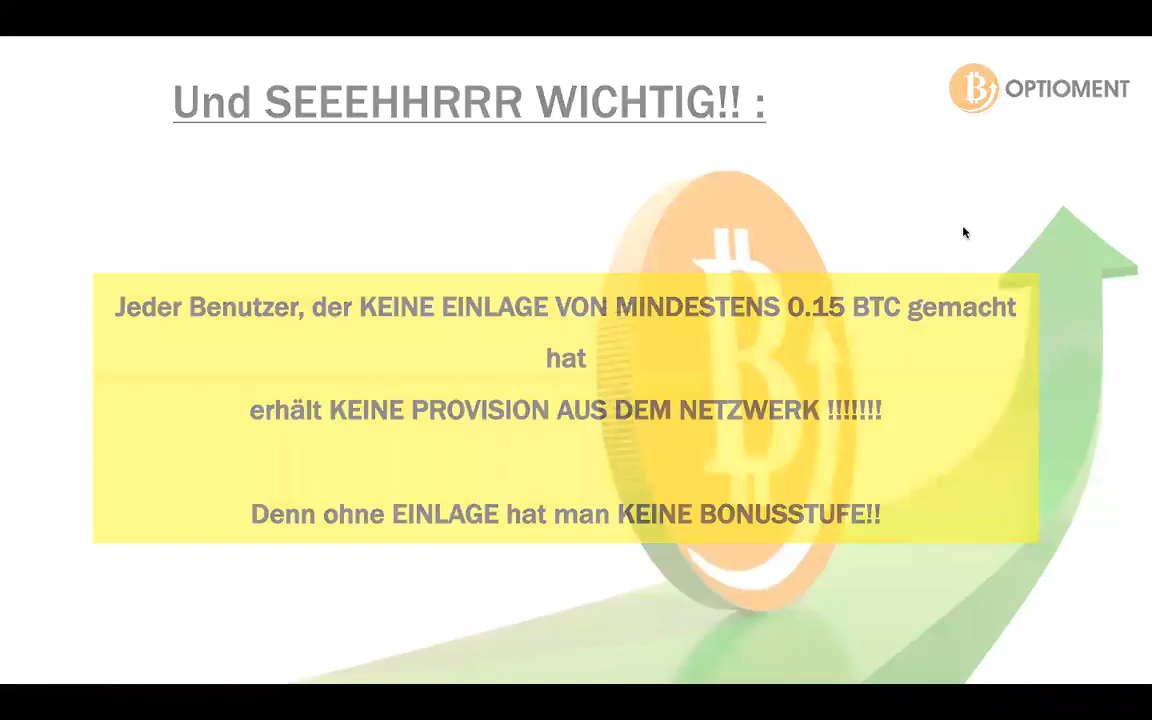 Und SEEEHHRRR WICHTIG!! :
OPTIOMENT
Jeder Benutzer, der KEINE EINLAGE VON MINDESTENS 0.15 BTC gemacht
hat
erhält KEINE PROVISION AUS DEM NETZWERK !!!!!!!
Denn ohne EINLAGE hat man KEINE BONUSSTUFE!!